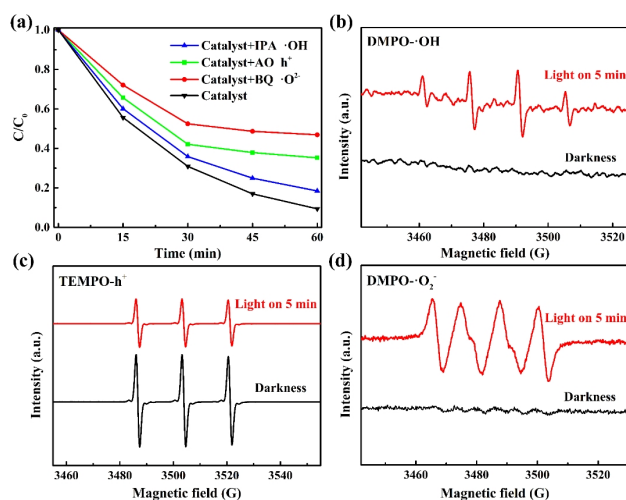 (a)
C/C₀
1.0
0.8
0.6
0.4
0.2
0.0
Catalyst+IPA ·OH
Catalyst+AO h⁺
Catalyst+BQ ·O²⁻
Catalyst
0 15 30 45 60
Time (min)
(b)
DMPO-·OH
Light on 5 min
Darkness
Intensity (a.u.)
3460 3480 3500 3520
Magnetic field (G)
(c)
TEMPO-h⁺
Light on 5 min
Darkness
Intensity (a.u.)
3460 3480 3500 3520 3540
Magnetic field (G)
(d)
DMPO-·O₂⁻
Light on 5 min
Darkness
Intensity (a.u.)
3460 3480 3500 3520
Magnetic field (G)